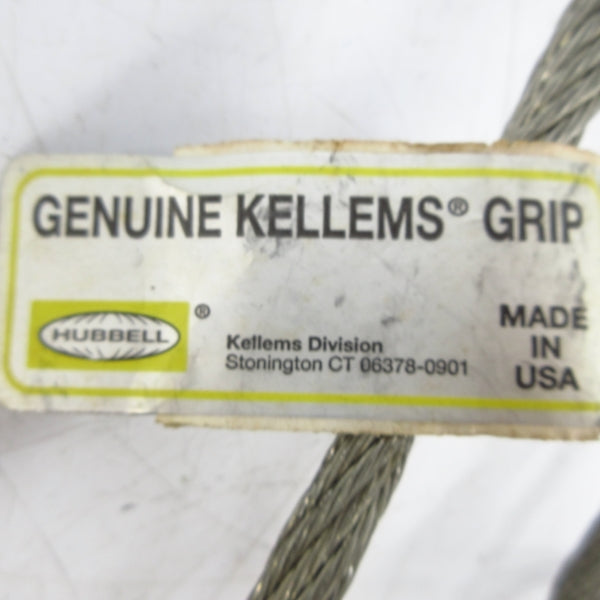 GENUINE KELLEMS® GRIP
HUBBELL ®
Kellems Division
Stonington CT 06378-0901
MADE
IN
USA